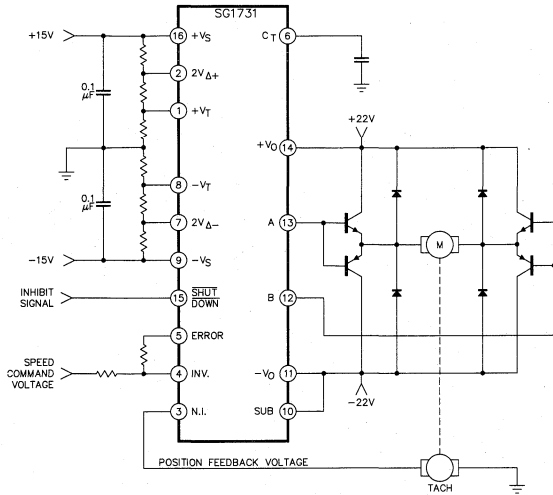 SG1731
+15V
16 +VS
CT 6
2 2VΔ+
0.1
μF
1 +VT
+22V
+VO 14
8 -VT
0.1
μF
7 2VΔ-
A 13
M
-15V
9 -VS
INHIBIT
SIGNAL
15 SHUT
DOWN
B 12
5 ERROR
SPEED
COMMAND
VOLTAGE
4 INV.
-VO 11
-22V
3 N.I.
SUB 10
POSITION FEEDBACK VOLTAGE
TACH